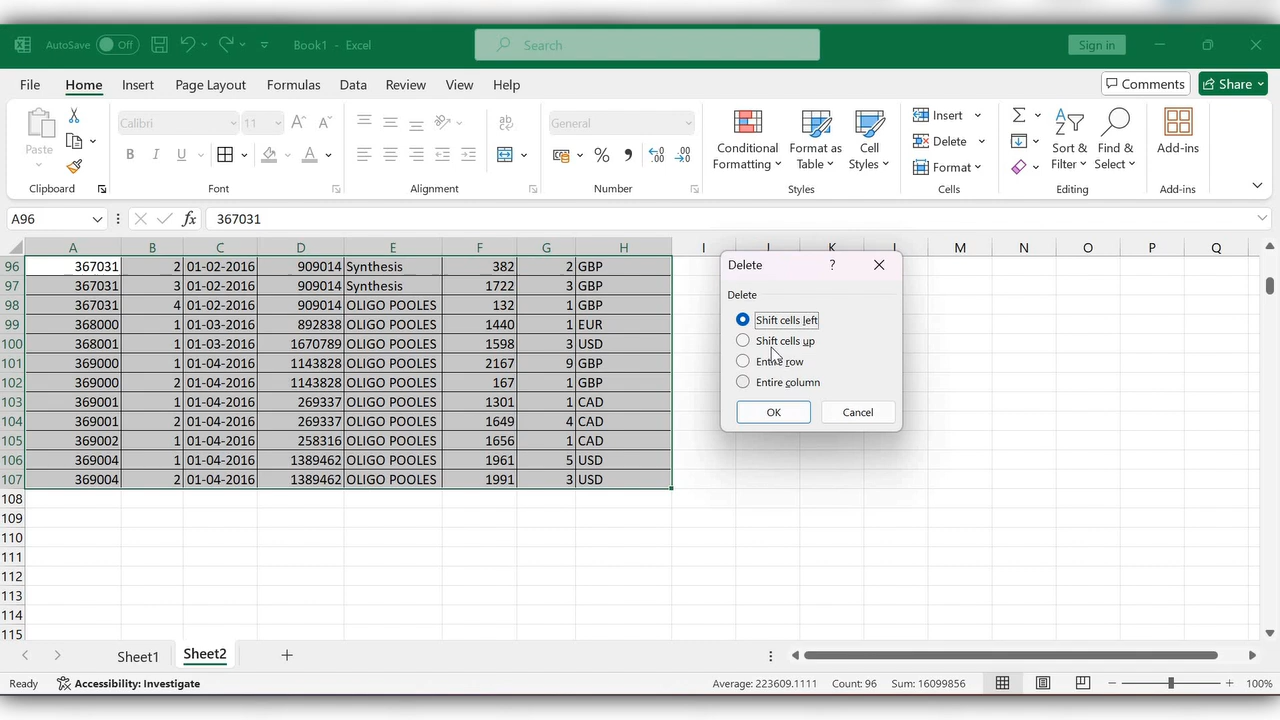 AutoSave Off Book1 - Excel Search Sign in
File Home Insert Page Layout Formulas Data Review View Help Comments Share
Paste Calibri 11 B I U A ab General % Conditional Formatting Format as Table Cell Styles Insert Delete Format Sort & Filter Find & Select Add-ins
Clipboard Font Alignment Number Styles Cells Editing Add-ins
A96 fx 367031
A B C D E F G H I J K L M N O P Q
96 367031 2 01-02-2016 909014 Synthesis 382 2 GBP
97 367031 3 01-02-2016 909014 Synthesis 1722 3 GBP
98 367031 4 01-02-2016 909014 OLIGO POOLES 132 1 GBP
99 368000 1 01-03-2016 892838 OLIGO POOLES 1440 1 EUR
100 368001 1 01-03-2016 1670789 OLIGO POOLES 1598 3 USD
101 369000 1 01-04-2016 1143828 OLIGO POOLES 2167 9 GBP
102 369000 2 01-04-2016 1143828 OLIGO POOLES 167 1 GBP
103 369001 1 01-04-2016 269337 OLIGO POOLES 1301 1 CAD
104 369001 2 01-04-2016 269337 OLIGO POOLES 1649 4 CAD
105 369002 1 01-04-2016 258316 OLIGO POOLES 1656 1 CAD
106 369004 1 01-04-2016 1389462 OLIGO POOLES 1961 5 USD
107 369004 2 01-04-2016 1389462 OLIGO POOLES 1991 3 USD
108
109
110
111
112
113
114
115
Delete ?
Delete
Shift cells left
Shift cells up
Entire row
Entire column
OK Cancel
Sheet1 Sheet2
Ready Accessibility: Investigate Average: 223609.1111 Count: 96 Sum: 16099856 100%